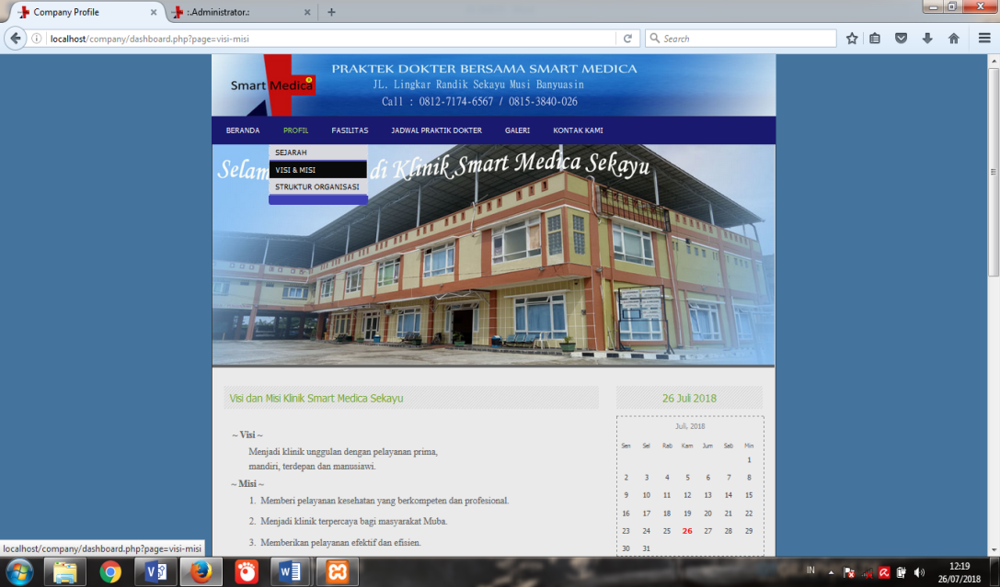 Company Profile
:.Administrator.:
localhost/company/dashboard.php?page=visi-misi
Search
Smart Medica
PRAKTEK DOKTER BERSAMA SMART MEDICA
JL. Lingkar Randik Sekayu Musi Banyuasin
Call : 0812-7174-6567 / 0815-3840-026
BERANDA PROFIL FASILITAS JADWAL PRAKTIK DOKTER GALERI KONTAK KAMI
SEJARAH
VISI & MISI
STRUKTUR ORGANISASI
Selam di Klinik Smart Medica Sekayu
Visi dan Misi Klinik Smart Medica Sekayu
~ Visi ~
Menjadi klinik unggulan dengan pelayanan prima,
mandiri, terdepan dan manusiawi.
~ Misi ~
1. Memberi pelayanan kesehatan yang berkompeten dan profesional.
2. Menjadi klinik terpercaya bagi masyarakat Muba.
3. Memberikan pelayanan efektif dan efisien.
26 Juli 2018
Juli, 2018
Sen Sel Rab Kam Jum Sab Min
1
2 3 4 5 6 7 8
9 10 11 12 13 14 15
16 17 18 19 20 21 22
23 24 25 26 27 28 29
30 31
localhost/company/dashboard.php?page=visi-misi
IN
12:19
26/07/2018